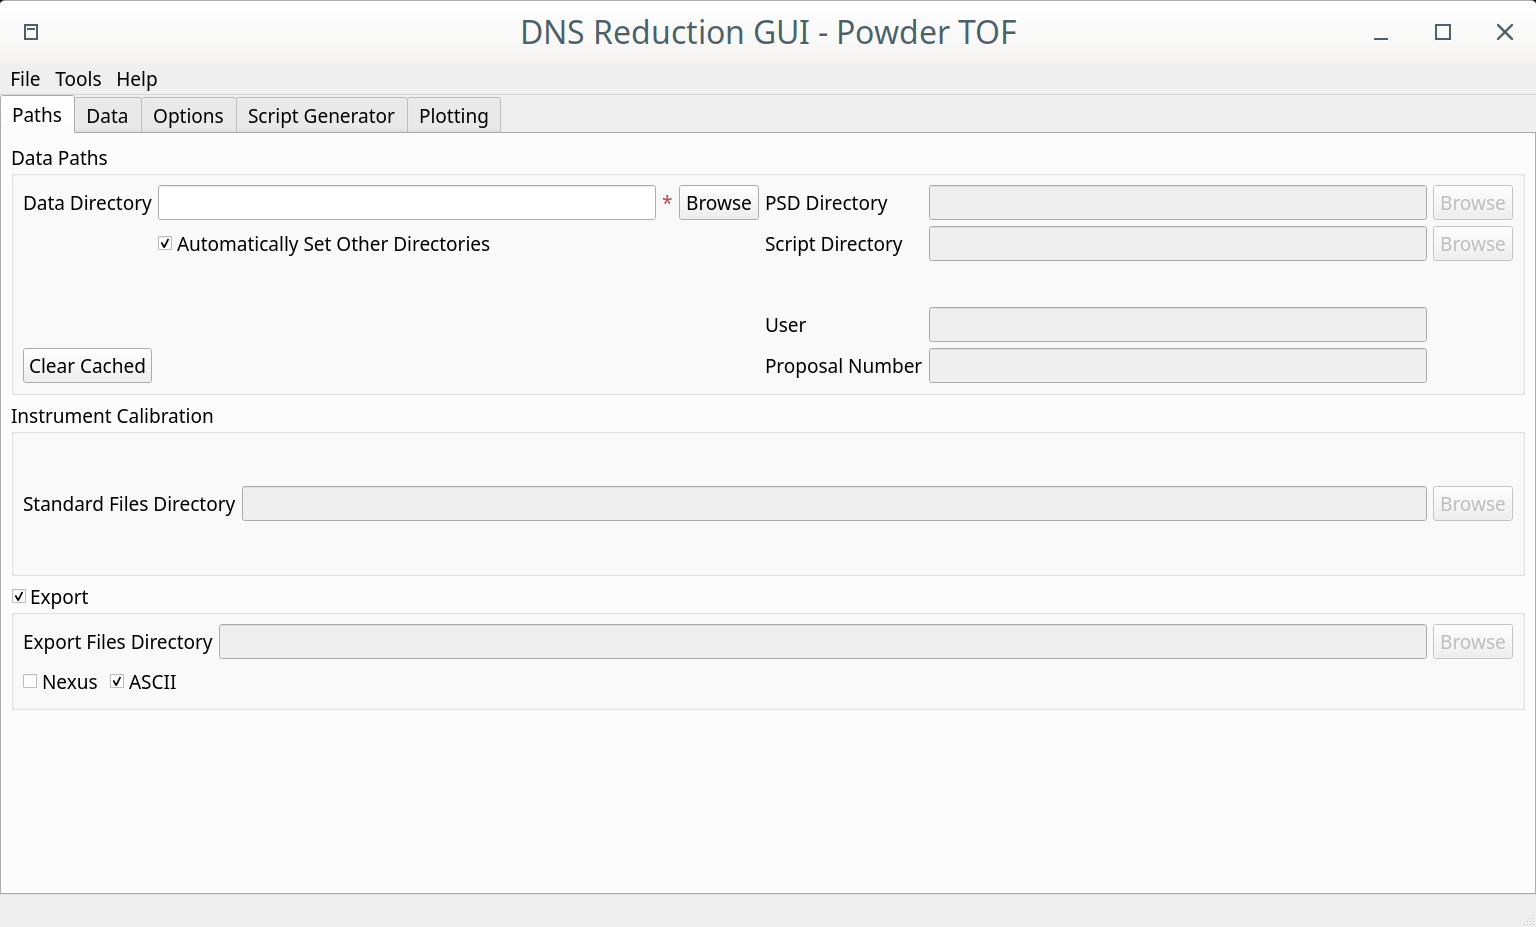 DNS Reduction GUI - Powder TOF
File Tools Help
Paths Data Options Script Generator Plotting
Data Paths
Data Directory * Browse PSD Directory Browse
Automatically Set Other Directories Script Directory Browse
User
Clear Cached Proposal Number
Instrument Calibration
Standard Files Directory Browse
Export
Export Files Directory Browse
Nexus ASCII